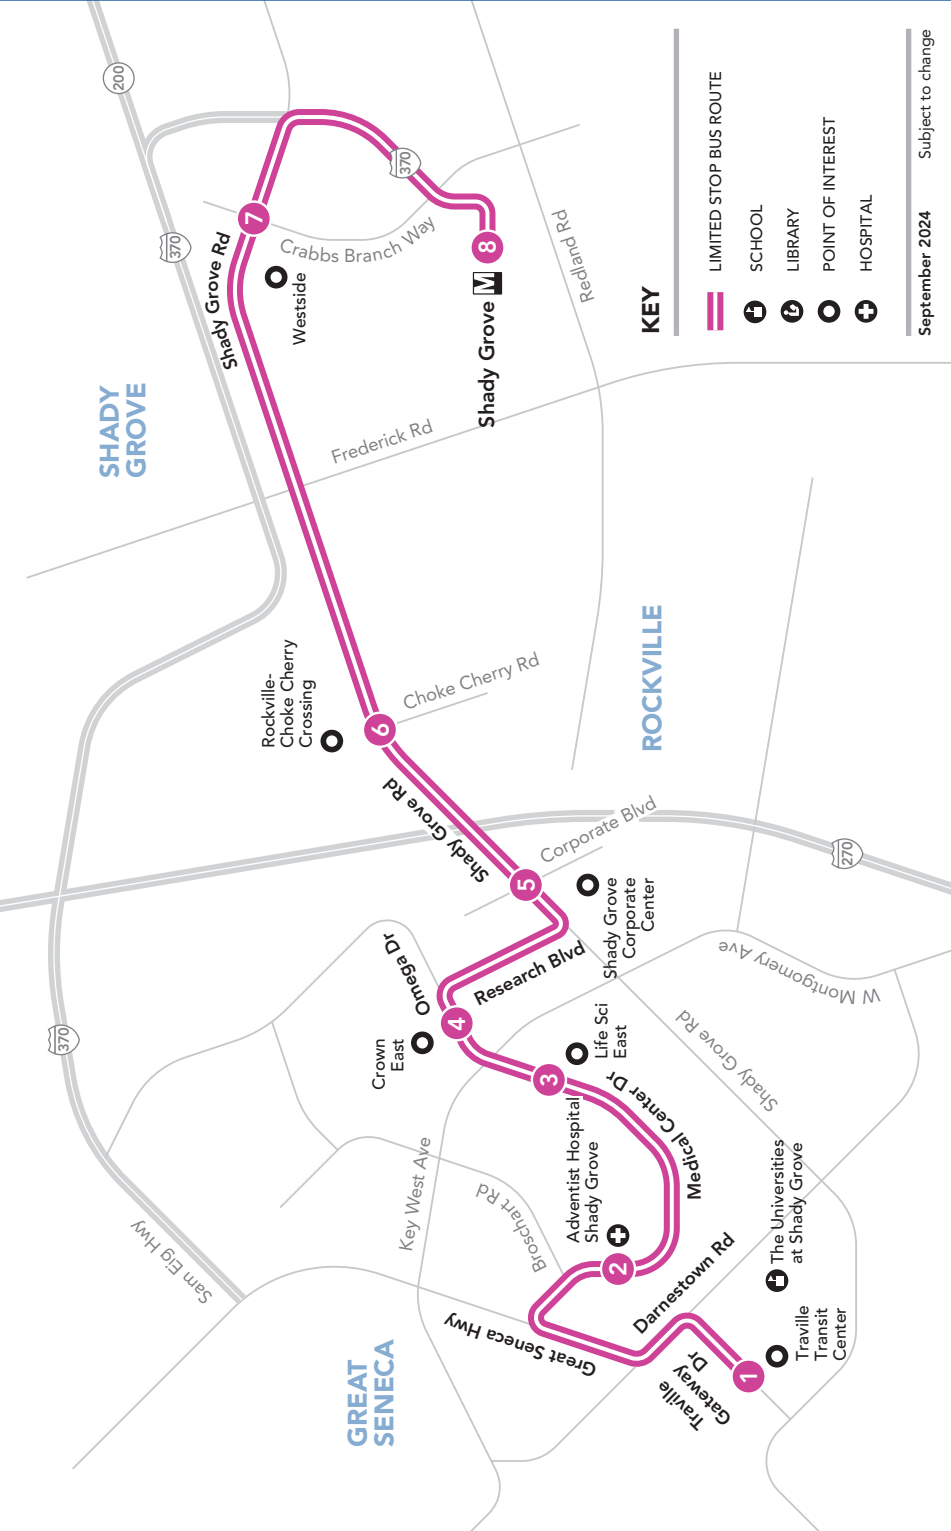 200
370
SHADY
GROVE
Shady Grove Rd
7
Crabbs Branch Way
370
Westside
8
Shady Grove M
Redland Rd
Frederick Rd
KEY
LIMITED STOP BUS ROUTE
SCHOOL
LIBRARY
POINT OF INTEREST
HOSPITAL
September 2024
Subject to change
Rockville-
Choke Cherry
Crossing
6
Choke Cherry Rd
ROCKVILLE
Shady Grove Rd
5
Corporate Blvd
270
Shady Grove
Corporate
Center
Omega Dr
Research Blvd
W Montgomery Ave
370
Crown
East
4
Life Sci
East
3
Shady Grove Rd
Medical Center Dr
Key West Ave
Broschart Rd
Adventist Hospital
Shady Grove
2
The Universities
at Shady Grove
Sam Eig Hwy
Great Seneca Hwy
Darnestown Rd
GREAT
SENECA
Traville
Gateway
Dr
1
Traville
Transit
Center